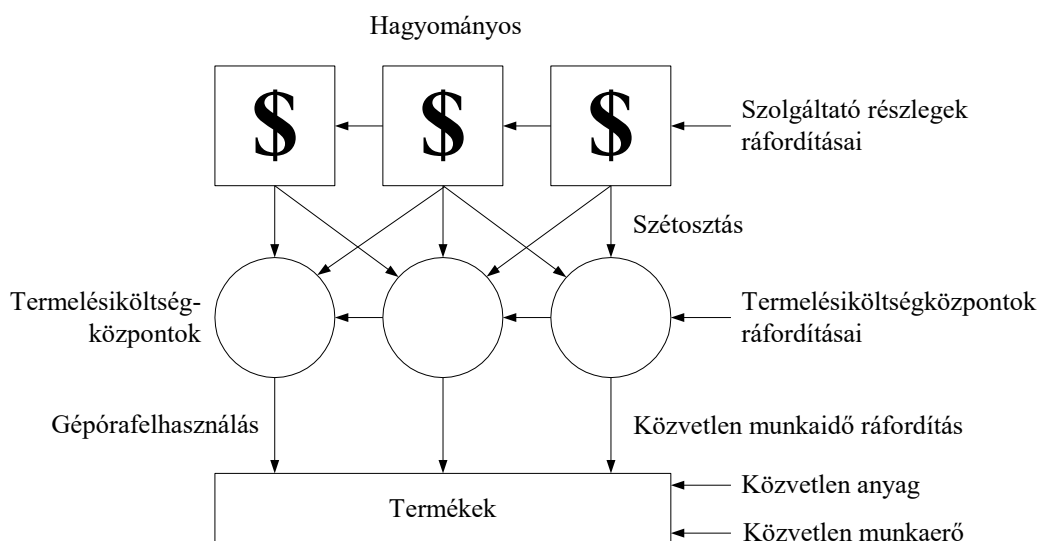 Hagyományos
$ $ $
Szolgáltató részlegek
ráfordításai
Szétosztás
Termelésiköltség-
központok
Termelésiköltségközpontok
ráfordításai
Gépórafelhasználás
Közvetlen munkaidő ráfordítás
Termékek
Közvetlen anyag
Közvetlen munkaerő